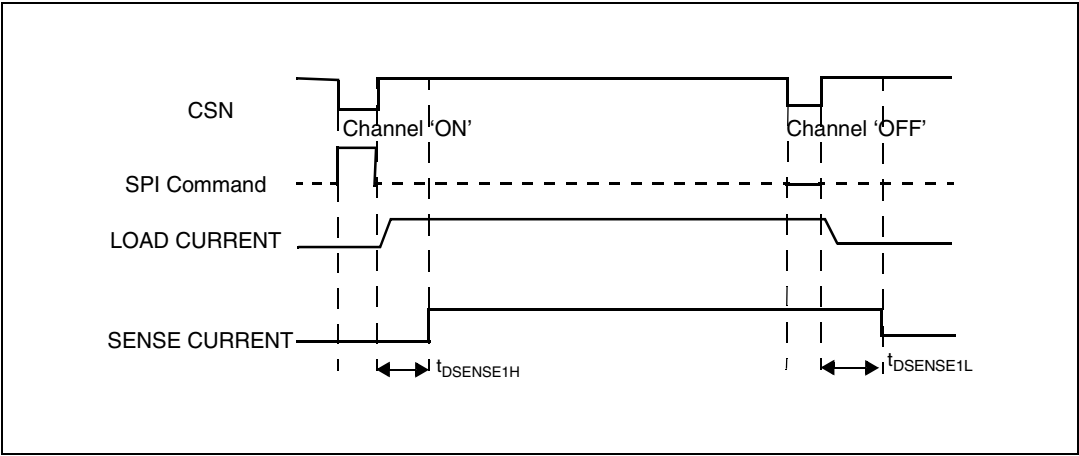 CSN
Channel ‘ON’
Channel ‘OFF’
SPI Command
LOAD CURRENT
SENSE CURRENT
tDSENSE1H
tDSENSE1L